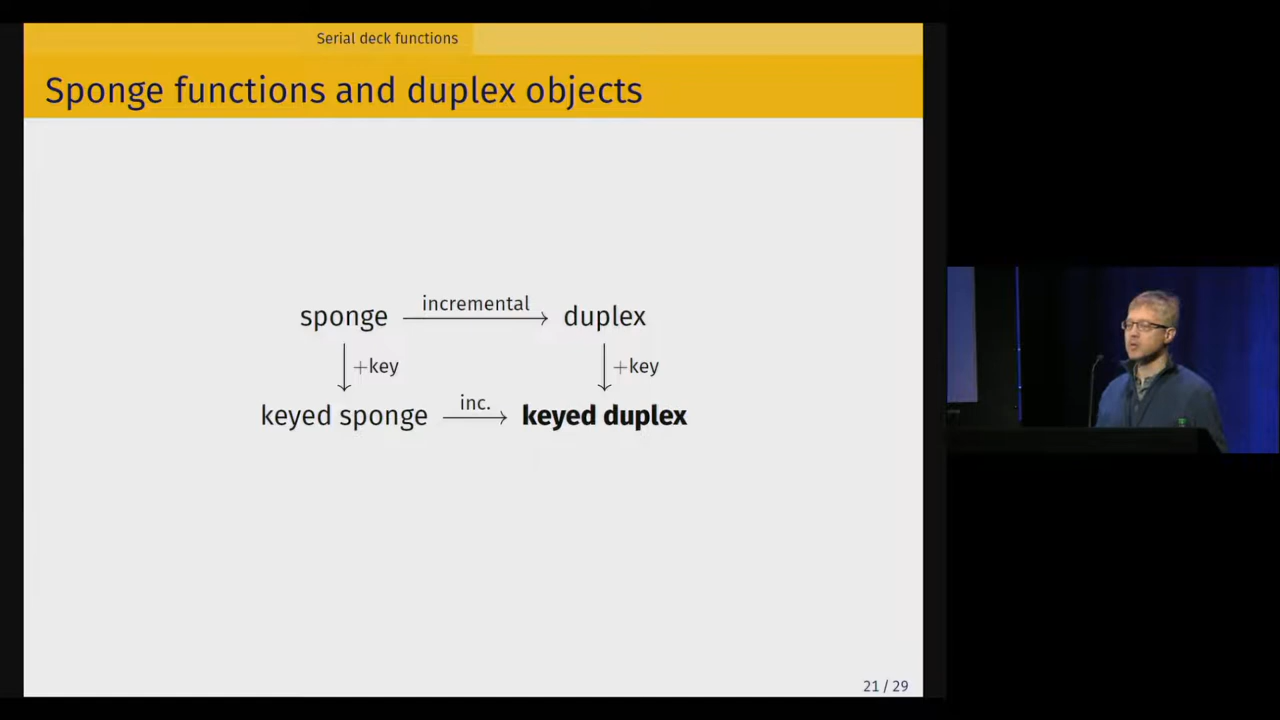 Serial deck functions
Sponge functions and duplex objects
sponge
incremental
duplex
+key
+key
keyed sponge
inc.
keyed duplex
21 / 29